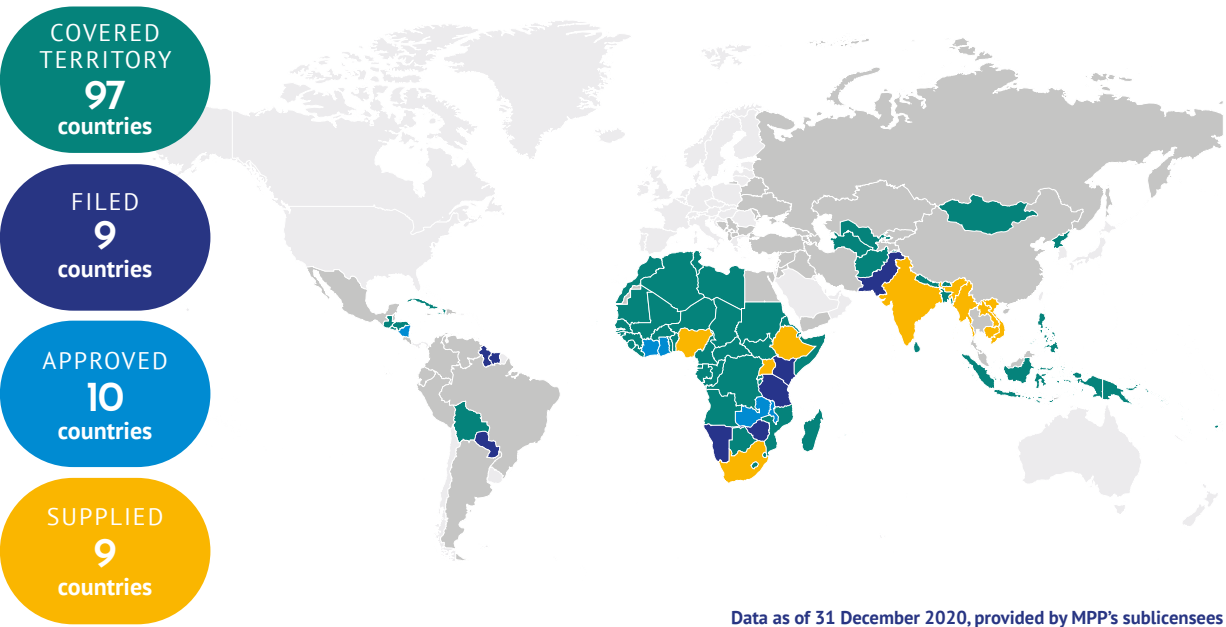 COVERED
TERRITORY
97
countries
FILED
9
countries
APPROVED
10
countries
SUPPLIED
9
countries
Data as of 31 December 2020, provided by MPP's sublicensees